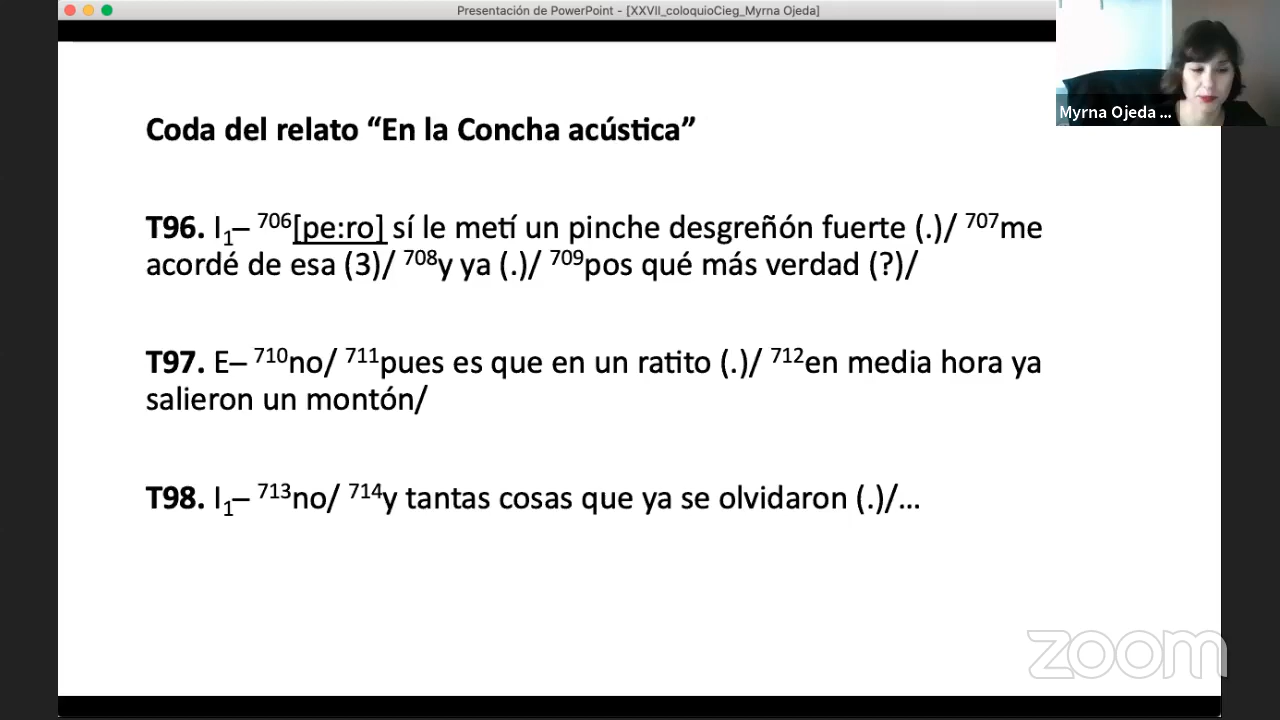 Presentación de PowerPoint - [XXVII_coloquioCieg_Myrna Ojeda]
Myrna Ojeda ...
Coda del relato “En la Concha acústica”
T96. I₁– ⁷⁰⁶[pe:ro] sí le metí un pinche desgreñón fuerte (.)/ ⁷⁰⁷me
acordé de esa (3)/ ⁷⁰⁸y ya (.)/ ⁷⁰⁹pos qué más verdad (?)/
T97. E– ⁷¹⁰no/ ⁷¹¹pues es que en un ratito (.)/ ⁷¹²en media hora ya
salieron un montón/
T98. I₁– ⁷¹³no/ ⁷¹⁴y tantas cosas que ya se olvidaron (.)/...
zoom